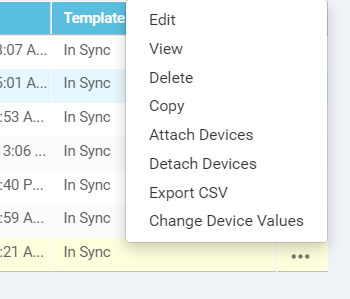 Template
3:07 A... In Sync
5:01 A... In Sync
:53 A... In Sync
13:06 ... In Sync
:40 P... In Sync
:59 A... In Sync
:21 A... In Sync
Edit
View
Delete
Copy
Attach Devices
Detach Devices
Export CSV
Change Device Values